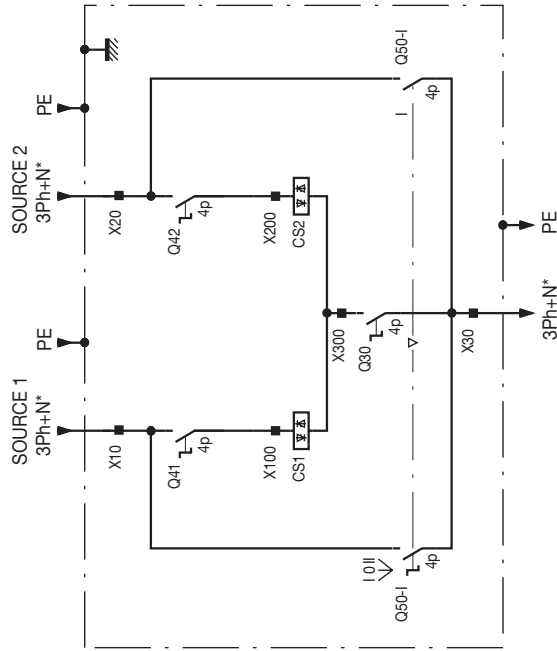 SOURCE 1
3Ph+N*
PE
SOURCE 2
3Ph+N*
PE
X10
X20
Q41
4p
Q42
4p
X100
X200
CS1
CS2
X300
Q30
4p
I 0 II
Q50-I
4p
I
Q50-I
4p
X30
3Ph+N*
PE